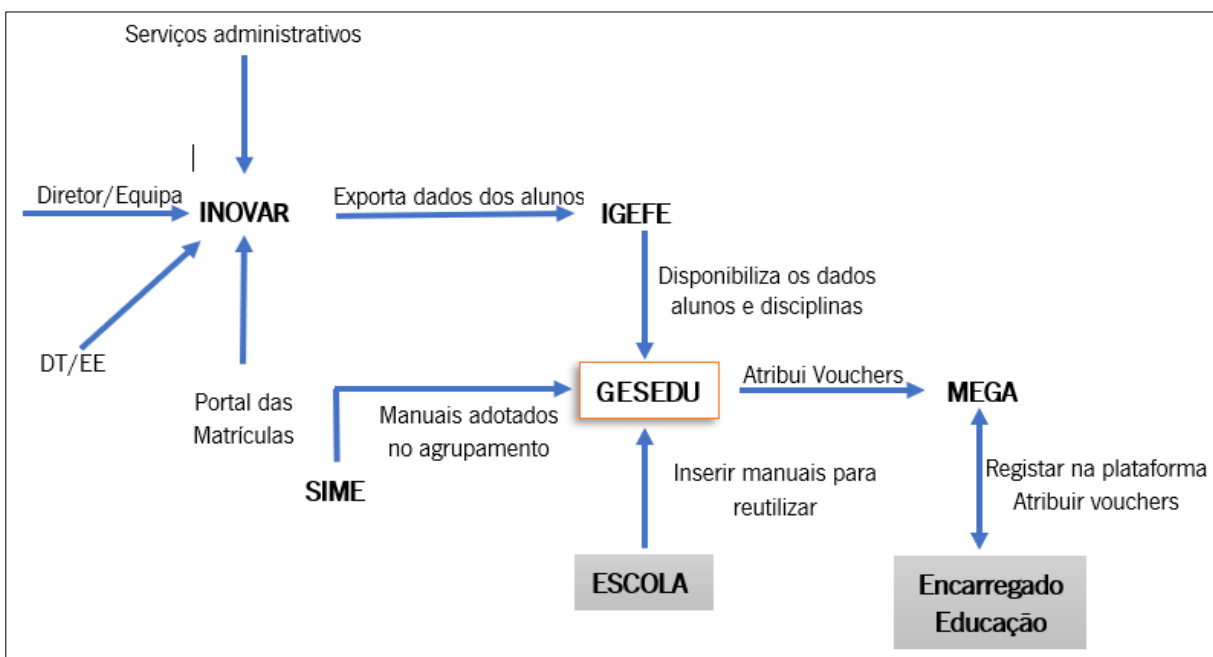 Serviços administrativos
Diretor/Equipa
INOVAR
Exporta dados dos alunos
IGEFE
Disponibiliza os dados
alunos e disciplinas
DT/EE
Portal das
Matrículas
SIME
Manuais adotados
no agrupamento
GESEDU
Atribui Vouchers
MEGA
Inserir manuais para
reutilizar
Registar na plataforma
Atribuir vouchers
ESCOLA
Encarregado
Educação